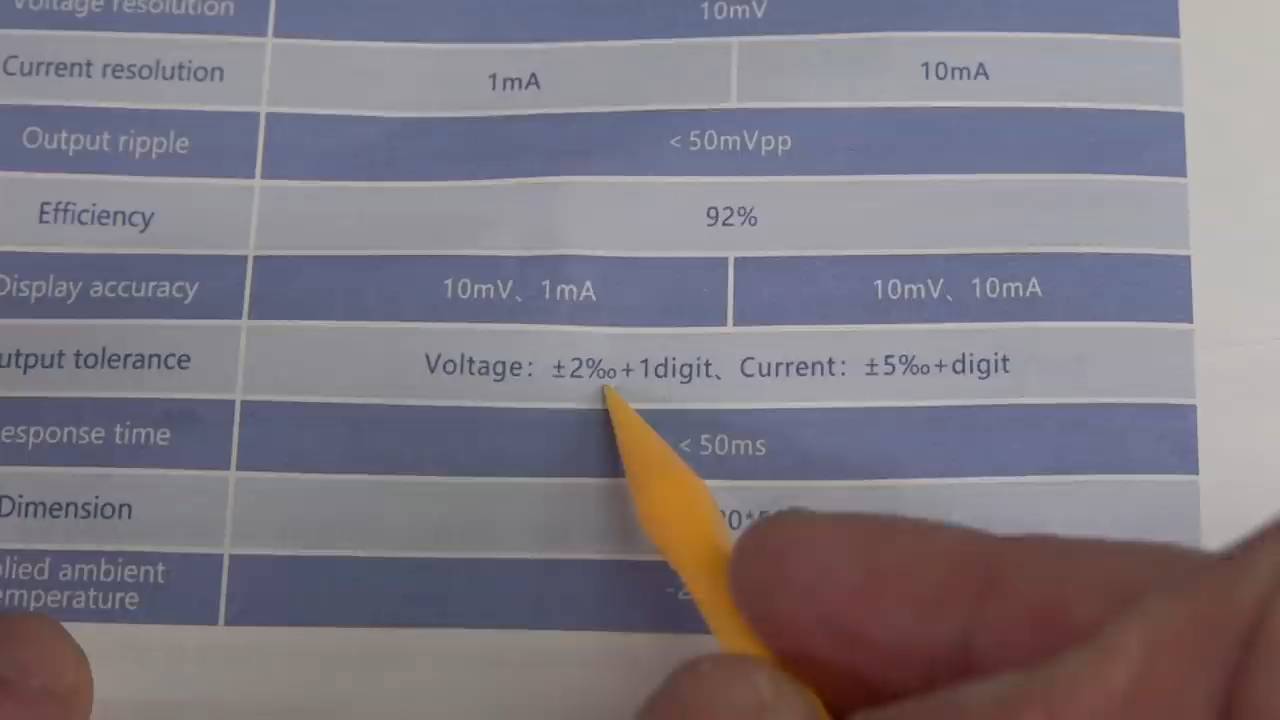 Voltage resolution 10mV
Current resolution 1mA 10mA
Output ripple < 50mVpp
Efficiency 92%
Display accuracy 10mV、1mA 10mV、10mA
utput tolerance Voltage: ±2‰+1digit、Current: ±5‰+digit
esponse time < 50ms
Dimension
plied ambient
emperature